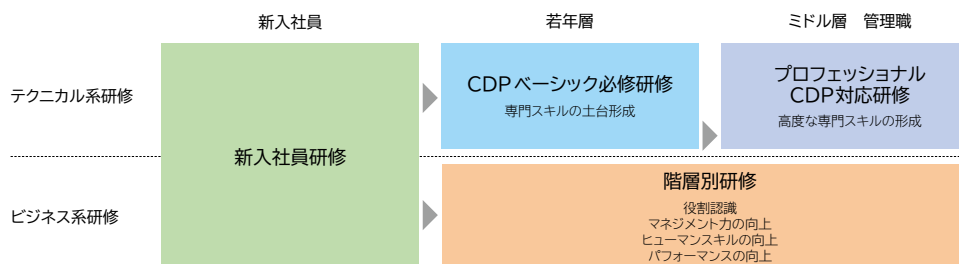 新入社員
若年層
ミドル層　管理職
テクニカル系研修
新入社員研修
CDPベーシック必修研修
専門スキルの土台形成
プロフェッショナル
CDP対応研修
高度な専門スキルの形成
ビジネス系研修
階層別研修
役割認識
マネジメント力の向上
ヒューマンスキルの向上
パフォーマンスの向上